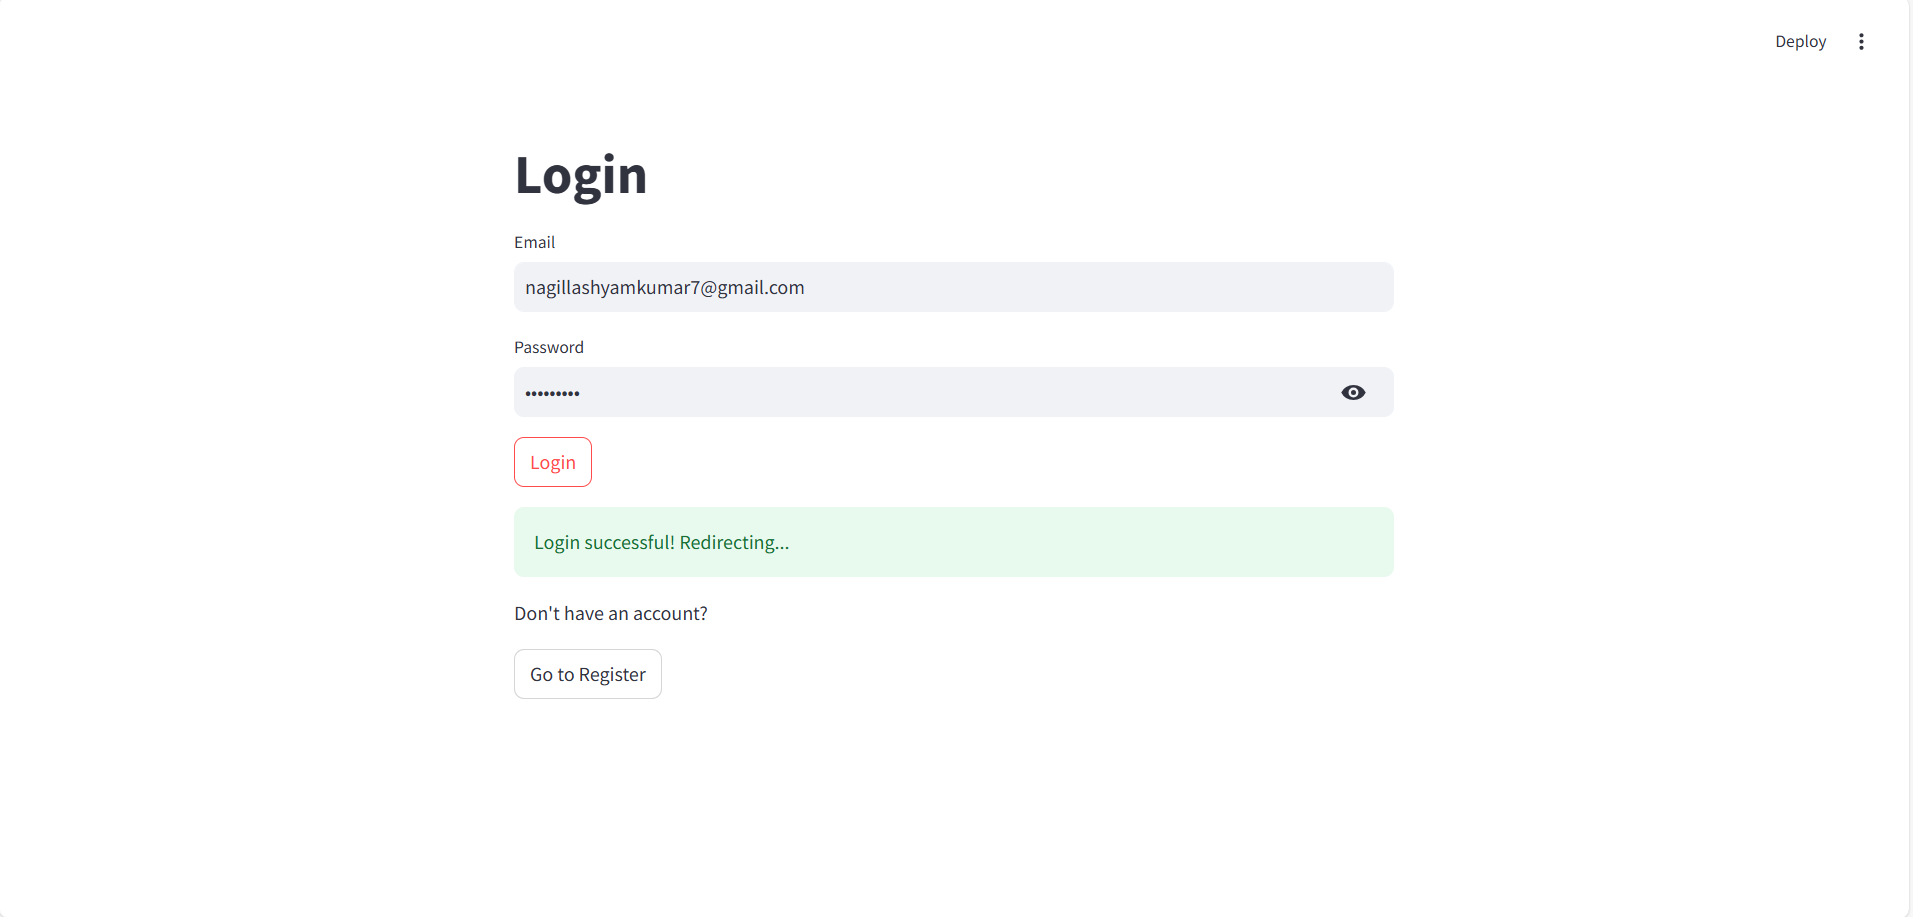 Deploy
Login
Email
nagillashyamkumar7@gmail.com
Password
•••••••••
Login
Login successful! Redirecting...
Don't have an account?
Go to Register